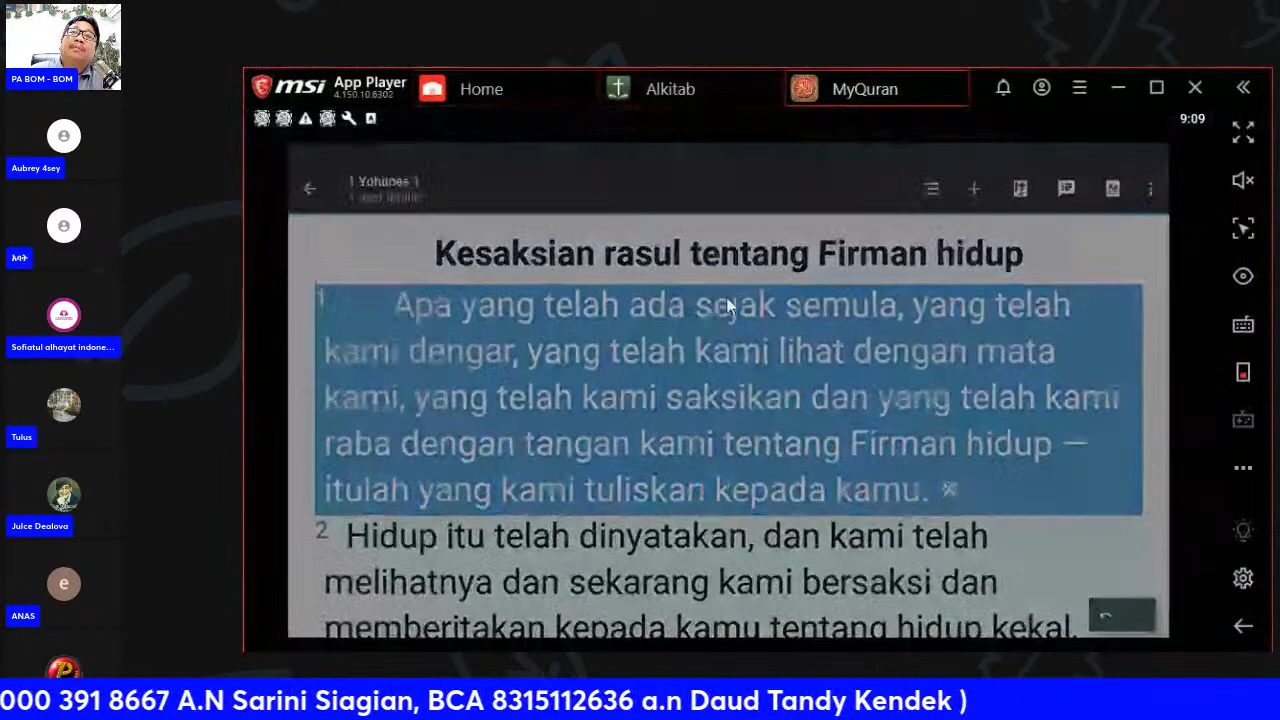 PA BOM - BOM
Aubrey 4sey
Sofiatul alhayat indone...
Tulus
Juice Dealova
e
ANAS
msi App Player
4.150.10.6302
Home
Alkitab
MyQuran
9:09
1 Yohanes 1
Kesaksian rasul tentang Firman hidup
1 Apa yang telah ada sejak semula, yang telah
kami dengar, yang telah kami lihat dengan mata
kami, yang telah kami saksikan dan yang telah kami
raba dengan tangan kami tentang Firman hidup —
itulah yang kami tuliskan kepada kamu. ※
2 Hidup itu telah dinyatakan, dan kami telah
melihatnya dan sekarang kami bersaksi dan
memberitakan kepada kamu tentang hidup kekal,
000 391 8667 A.N Sarini Siagian, BCA 8315112636 a.n Daud Tandy Kendek )